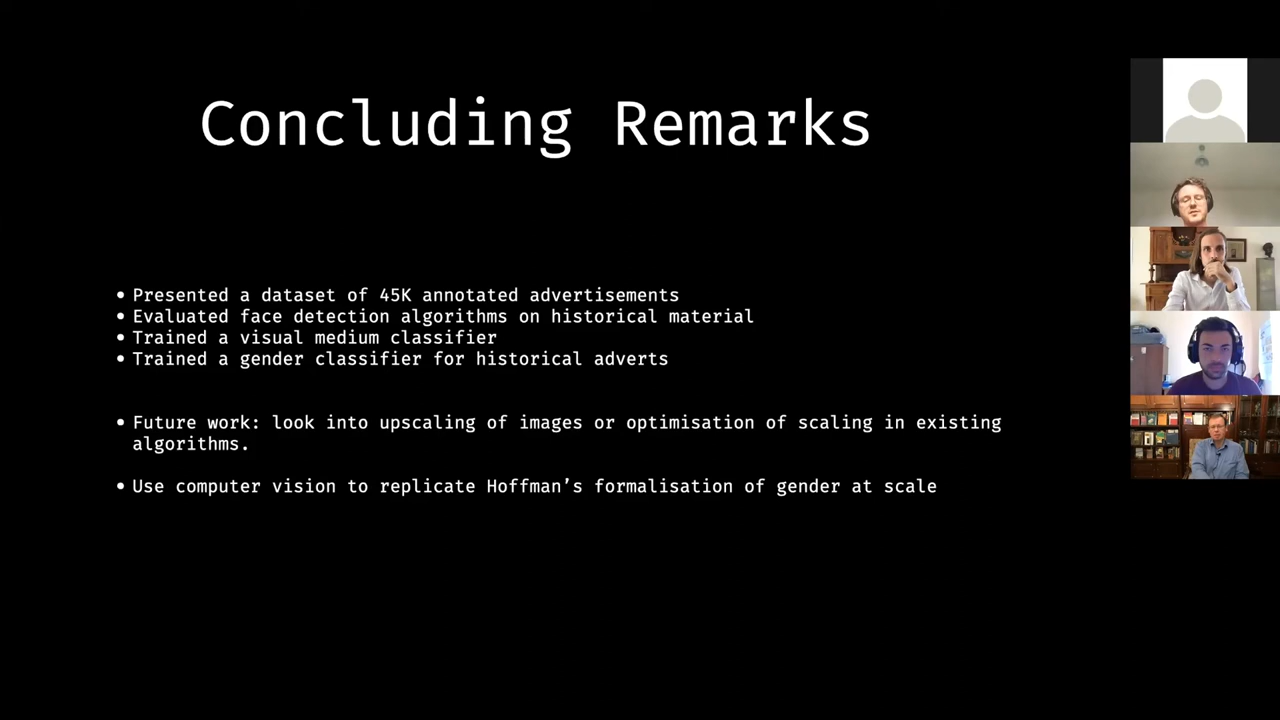 Concluding Remarks
• Presented a dataset of 45K annotated advertisements
• Evaluated face detection algorithms on historical material
• Trained a visual medium classifier
• Trained a gender classifier for historical adverts
• Future work: look into upscaling of images or optimisation of scaling in existing
algorithms.
• Use computer vision to replicate Hoffman’s formalisation of gender at scale